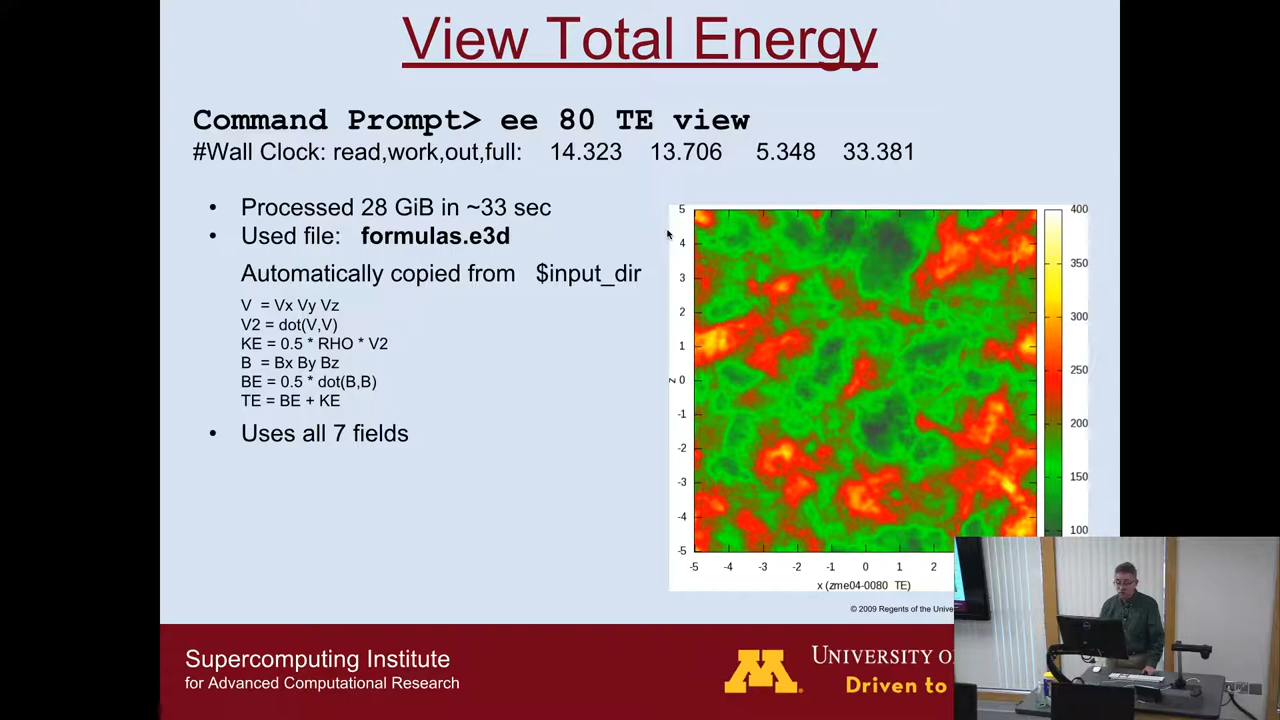 View Total Energy
Command Prompt> ee 80 TE view
#Wall Clock: read,work,out,full: 14.323 13.706 5.348 33.381
• Processed 28 GiB in ~33 sec
• Used file: formulas.e3d
Automatically copied from $input_dir
V = Vx Vy Vz
V2 = dot(V,V)
KE = 0.5 * RHO * V2
B = Bx By Bz
BE = 0.5 * dot(B,B)
TE = BE + KE
• Uses all 7 fields
5
4
3
2
1
0
-1
-2
-3
-4
-5
z
-5 -4 -3 -2 -1 0 1 2
x (zme04-0080 TE)
400
350
300
250
200
150
100
© 2009 Regents of the Unive
Supercomputing Institute
for Advanced Computational Research
M
UNIVERSITY O
Driven to